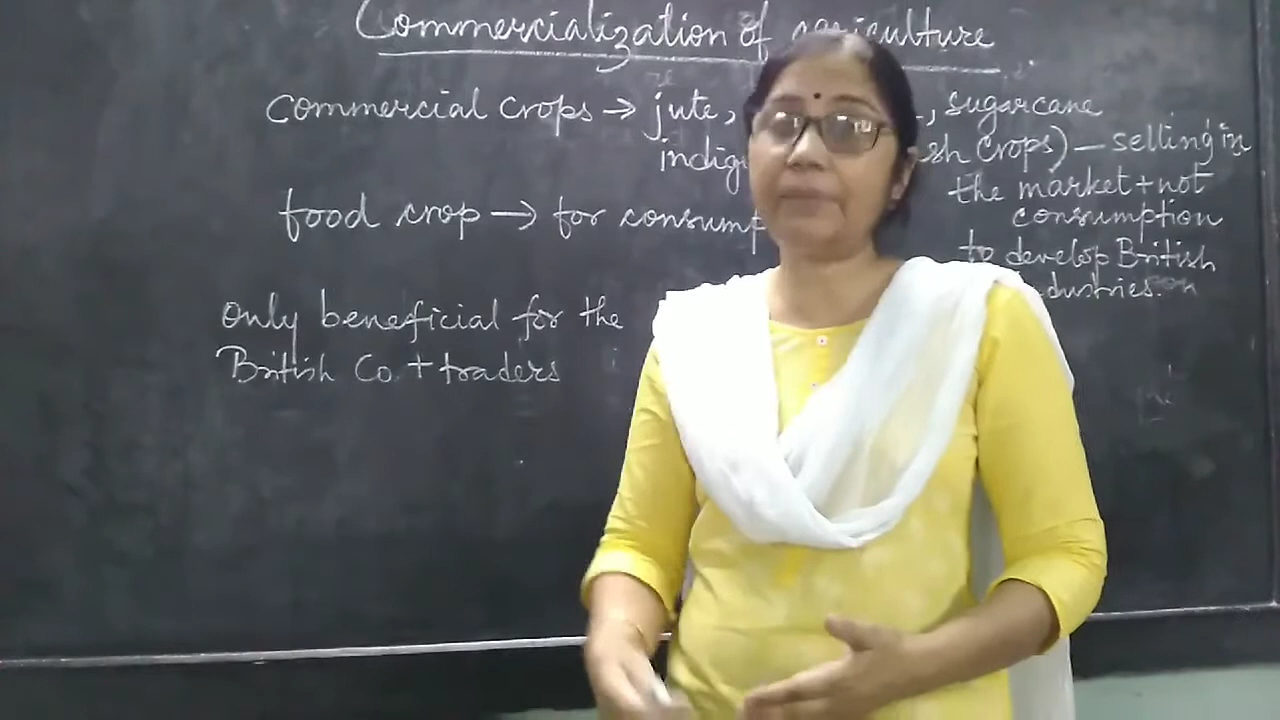 Commercialization of agriculture
commercial crops → jute, , sugarcane
crops) — selling in
the market + not
food crop → for consump
consumption
to develop British
only beneficial for the
British Co. + traders